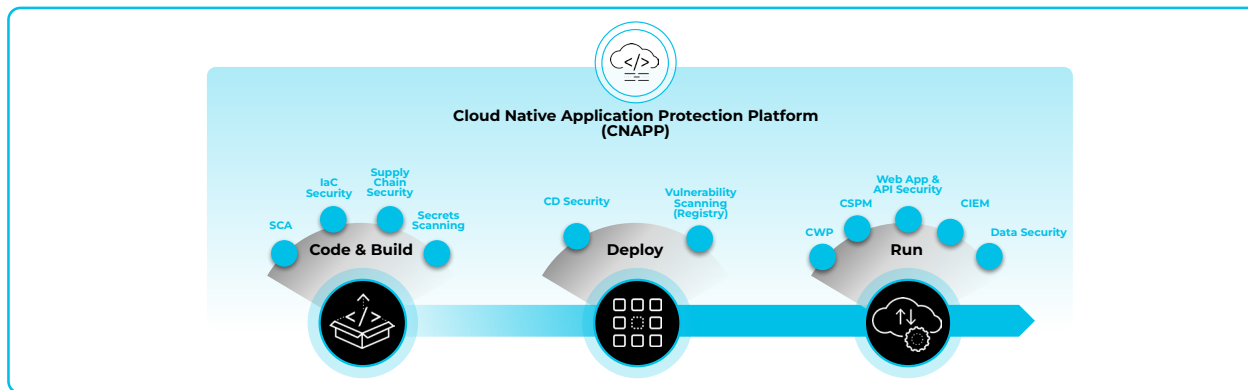 </>
Cloud Native Application Protection Platform
(CNAPP)
SCA
IaC
Security
Supply
Chain
Security
Secrets
Scanning
Code & Build
</>
CD Security
Vulnerability
Scanning
(Registry)
Deploy
CWP
CSPM
Web App &
API Security
CIEM
Data Security
Run